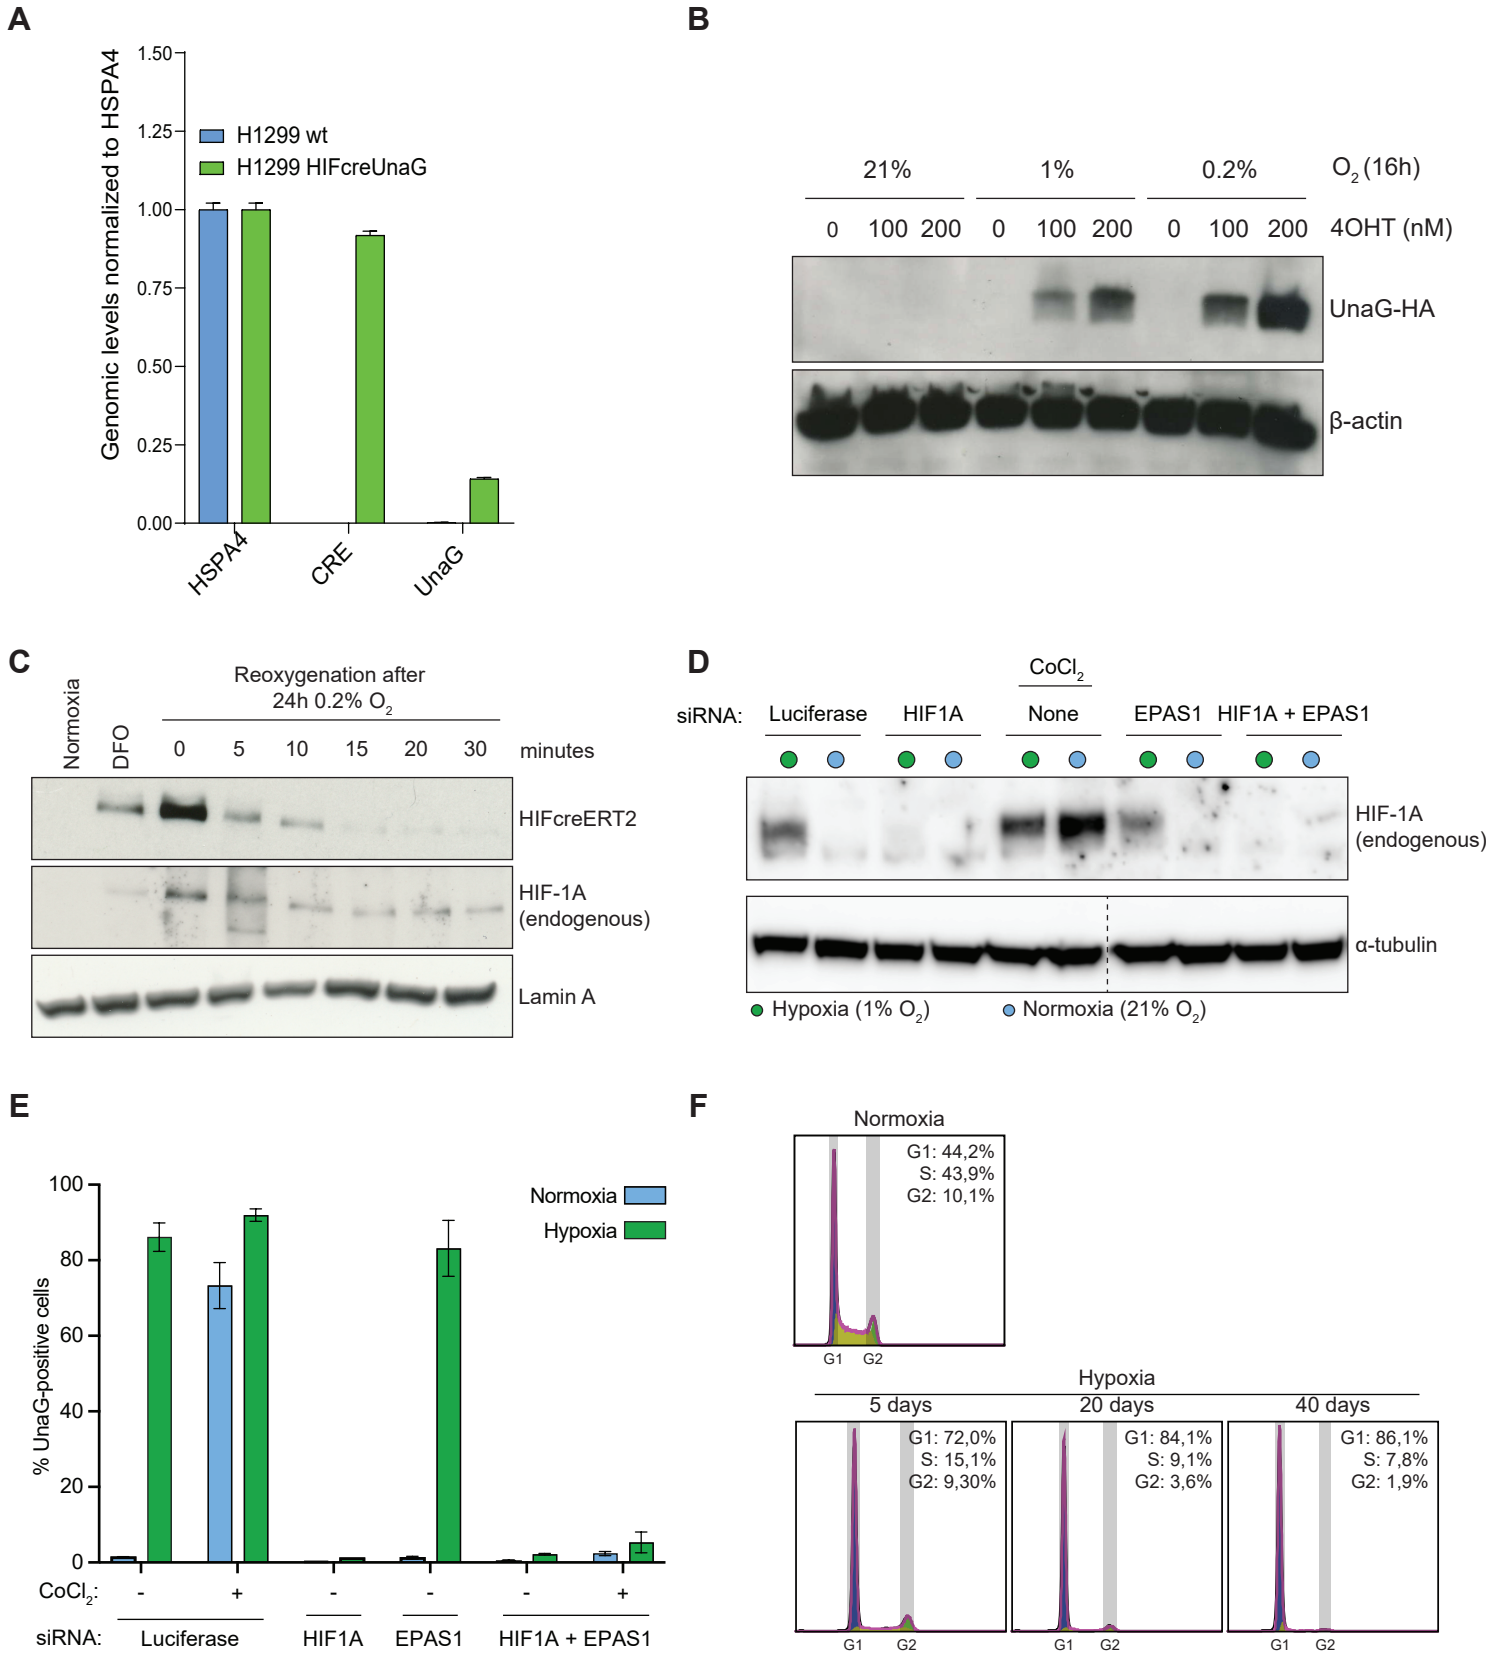 A
Genomic levels normalized to HSPA4
1.50
1.25
1.00
0.75
0.50
0.25
0.00
H1299 wt
H1299 HIFcreUnaG
HSPA4
CRE
UnaG
B
21%
1%
0.2%
O2 (16h)
0 100 200 0 100 200 0 100 200 4OHT (nM)
UnaG-HA
β-actin
C
Normoxia
DFO
Reoxygenation after
24h 0.2% O2
0 5 10 15 20 30 minutes
HIFcreERT2
HIF-1A
(endogenous)
Lamin A
D
CoCl2
siRNA: Luciferase HIF1A None EPAS1 HIF1A + EPAS1
HIF-1A
(endogenous)
α-tubulin
Hypoxia (1% O2)
Normoxia (21% O2)
E
% UnaG-positive cells
100
80
60
40
20
0
Normoxia
Hypoxia
CoCl2: - + - - - +
siRNA: Luciferase HIF1A EPAS1 HIF1A + EPAS1
F
Normoxia
G1: 44,2%
S: 43,9%
G2: 10,1%
G1 G2
Hypoxia
5 days
G1: 72,0%
S: 15,1%
G2: 9,30%
G1 G2
20 days
G1: 84,1%
S: 9,1%
G2: 3,6%
G1 G2
40 days
G1: 86,1%
S: 7,8%
G2: 1,9%
G1 G2